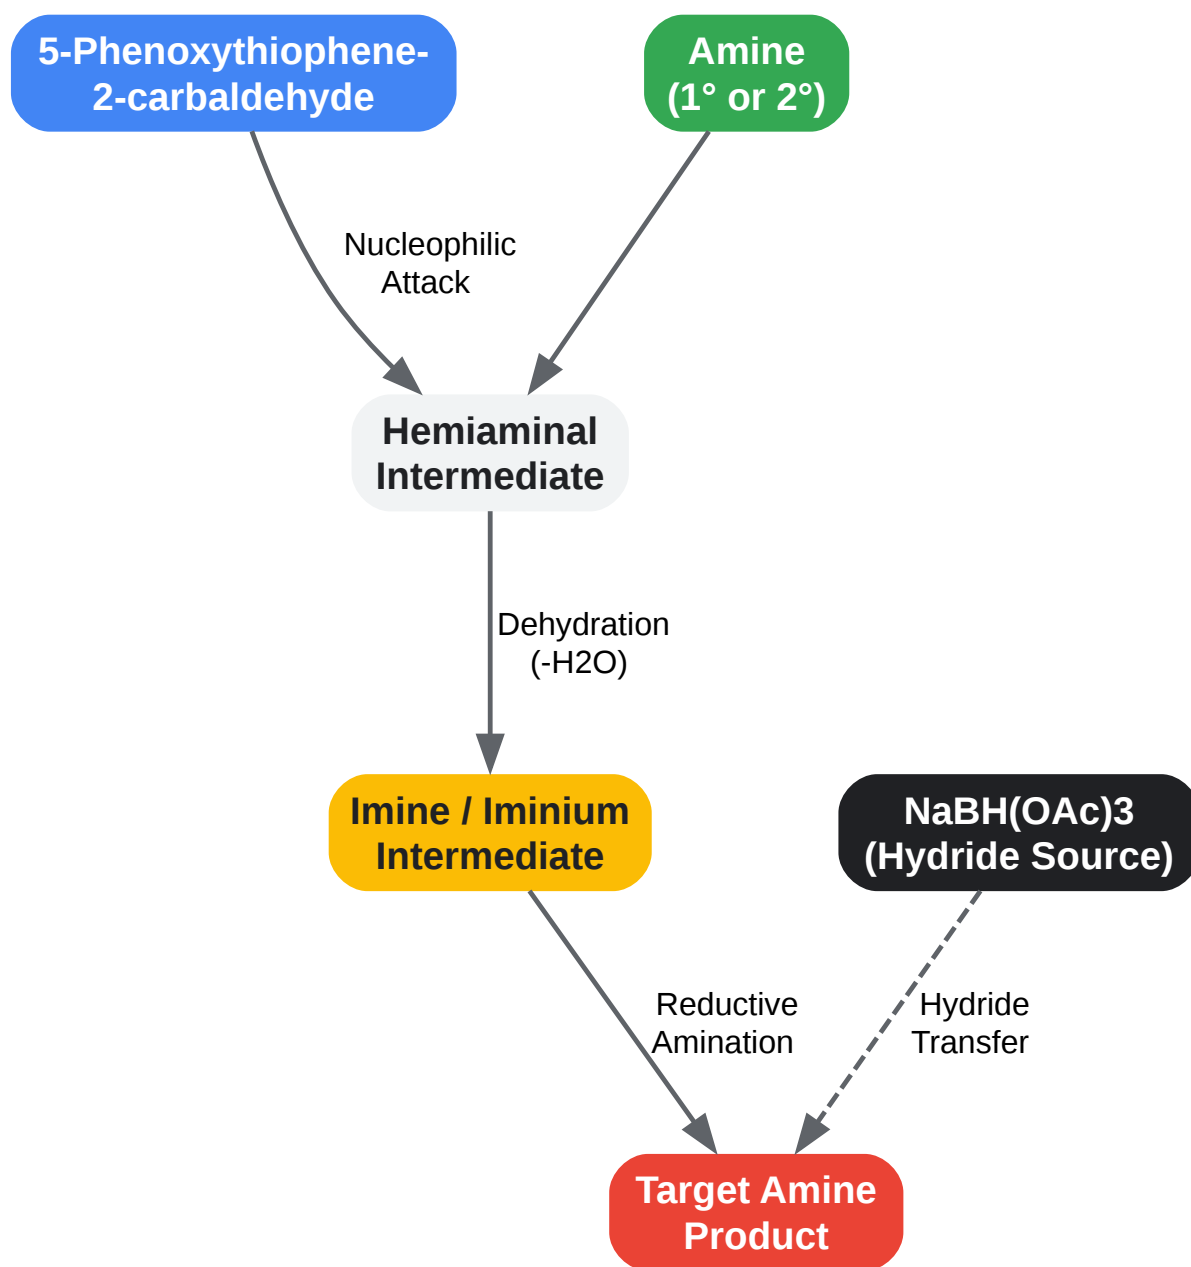 5-Phenoxythiophene-
2-carbaldehyde
Amine
(1° or 2°)
Nucleophilic
Attack
Hemiaminal
Intermediate
Dehydration
(-H2O)
Imine / Iminium
Intermediate
NaBH(OAc)3
(Hydride Source)
Reductive
Amination
Hydride
Transfer
Target Amine
Product